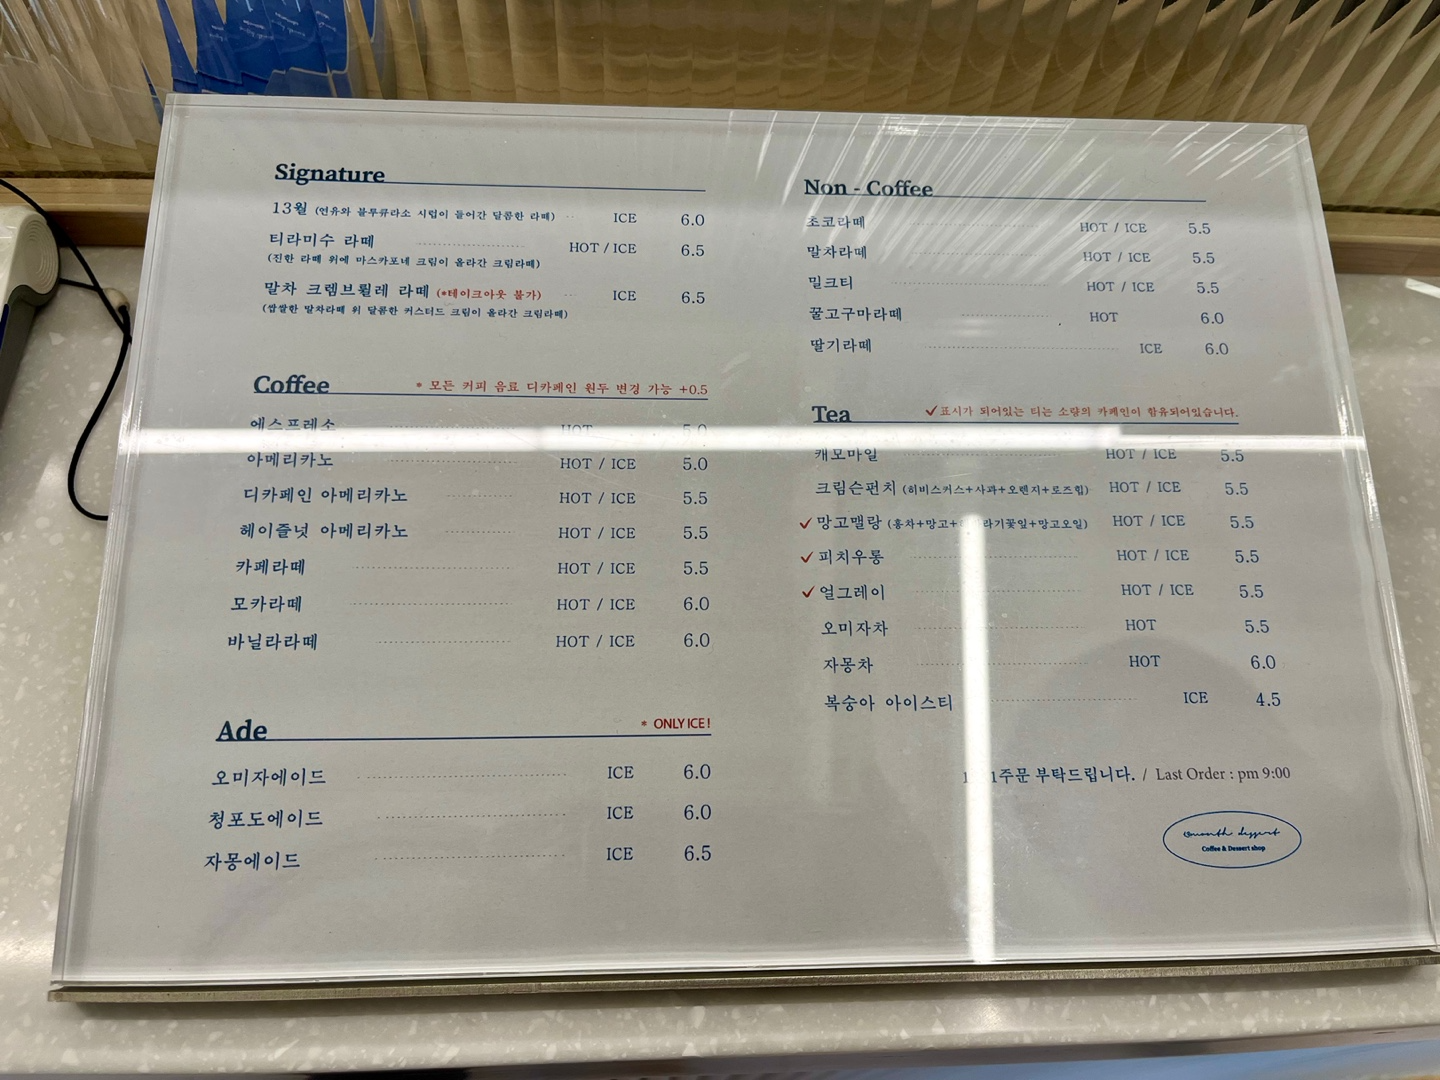 Signature
13월 (연유와 블루큐라소 시럽이 들어간 달콤한 라떼) ICE 6.0
티라미수 라떼 HOT / ICE 6.5
(진한 라떼 위에 마스카포네 크림이 올라간 크림라떼)
말차 크렘브륄레 라떼 (*테이크아웃 불가) ICE 6.5
(쌉쌀한 말차라떼 위 달콤한 커스터드 크림이 올라간 크림라떼)
Coffee * 모든 커피 음료 디카페인 원두 변경 가능 +0.5
에스프레소 HOT 5.0
아메리카노 HOT / ICE 5.0
디카페인 아메리카노 HOT / ICE 5.5
헤이즐넛 아메리카노 HOT / ICE 5.5
카페라떼 HOT / ICE 5.5
모카라떼 HOT / ICE 6.0
바닐라라떼 HOT / ICE 6.0
Ade * ONLY ICE!
오미자에이드 ICE 6.0
청포도에이드 ICE 6.0
자몽에이드 ICE 6.5
Non - Coffee
초코라떼 HOT / ICE 5.5
말차라떼 HOT / ICE 5.5
밀크티 HOT / ICE 5.5
꿀고구마라떼 HOT 6.0
딸기라떼 ICE 6.0
Tea ✓표시가 되어있는 티는 소량의 카페인이 함유되어있습니다.
캐모마일 HOT / ICE 5.5
크림슨펀치 (히비스커스+사과+오렌지+로즈힙) HOT / ICE 5.5
✓망고맬랑 (홍차+망고+해바라기꽃잎+망고오일) HOT / ICE 5.5
✓피치우롱 HOT / ICE 5.5
✓얼그레이 HOT / ICE 5.5
오미자차 HOT 5.5
자몽차 HOT 6.0
복숭아 아이스티 ICE 4.5
1주문 부탁드립니다. / Last Order : pm 9:00
Coffee & Dessert shop